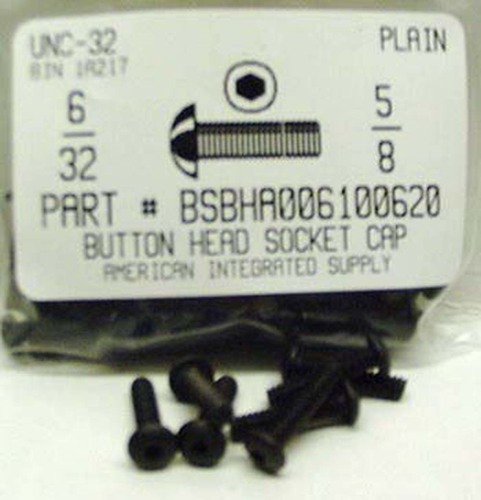 UNC-32 PLAIN
BIN 1A217
6/32 5/8
PART # BSBHA006100620
BUTTON HEAD SOCKET CAP
AMERICAN INTEGRATED SUPPLY